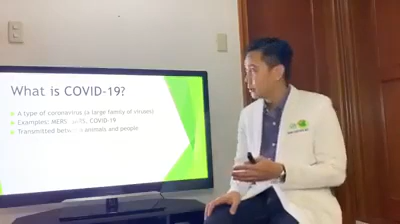 What is COVID-19?
A type of coronavirus (a large family of viruses)
Examples: MERS, COVID-19
Transmitted between animals and people